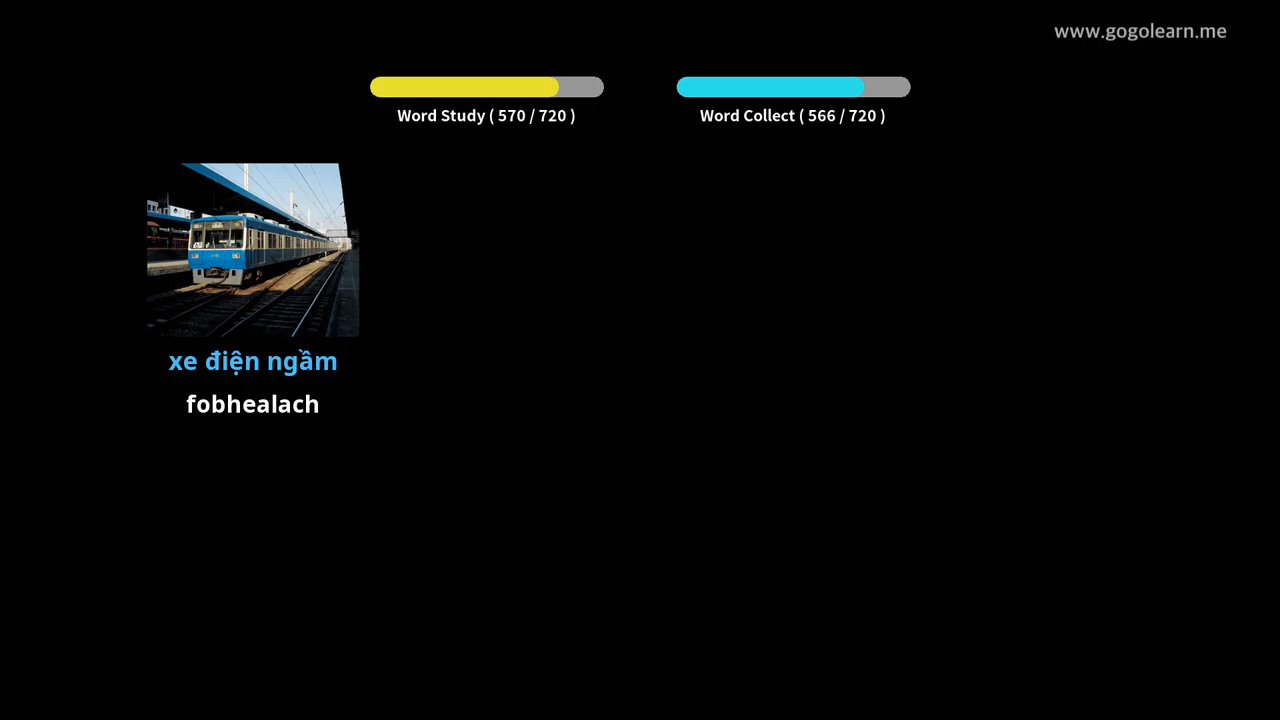 www.gogolearn.me
Word Study ( 570 / 720 )
Word Collect ( 566 / 720 )
xe điện ngầm
fobhealach